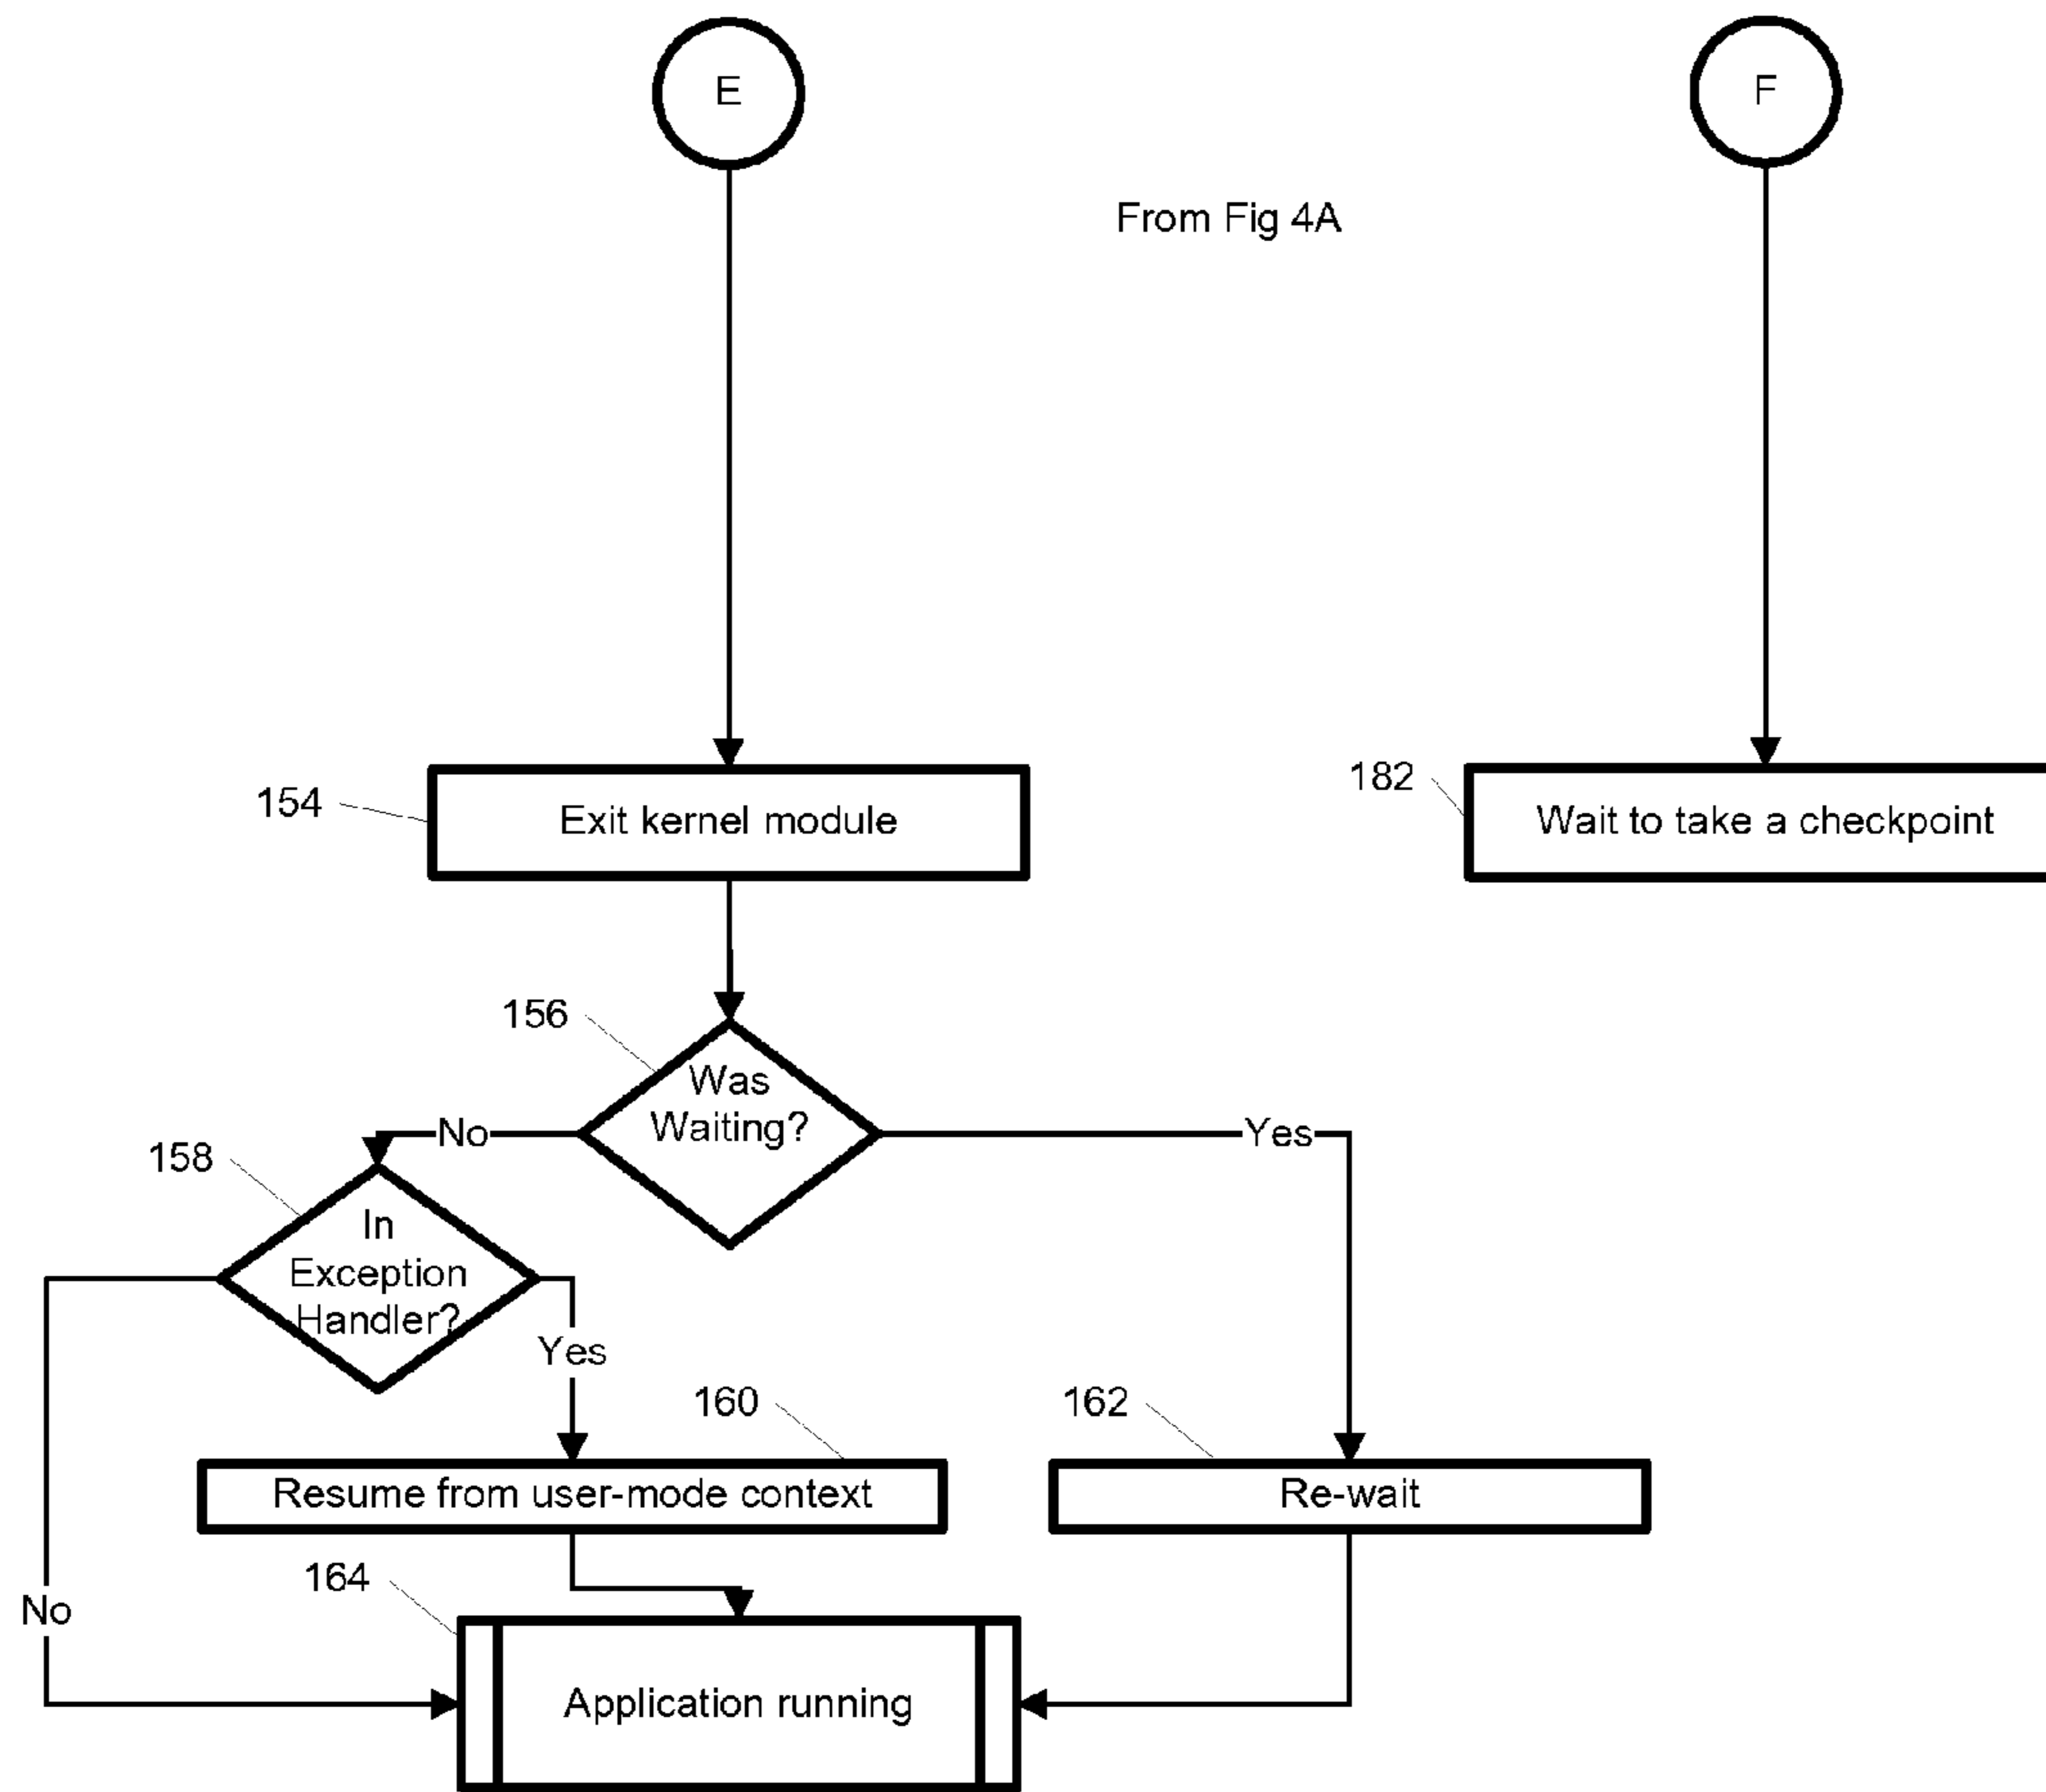 E
F
From Fig 4A
154
Exit kernel module
182
Wait to take a checkpoint
156
Was
Waiting?
No
Yes
158
In
Exception
Handler?
Yes
160
162
Resume from user-mode context
Re-wait
164
No
Application running